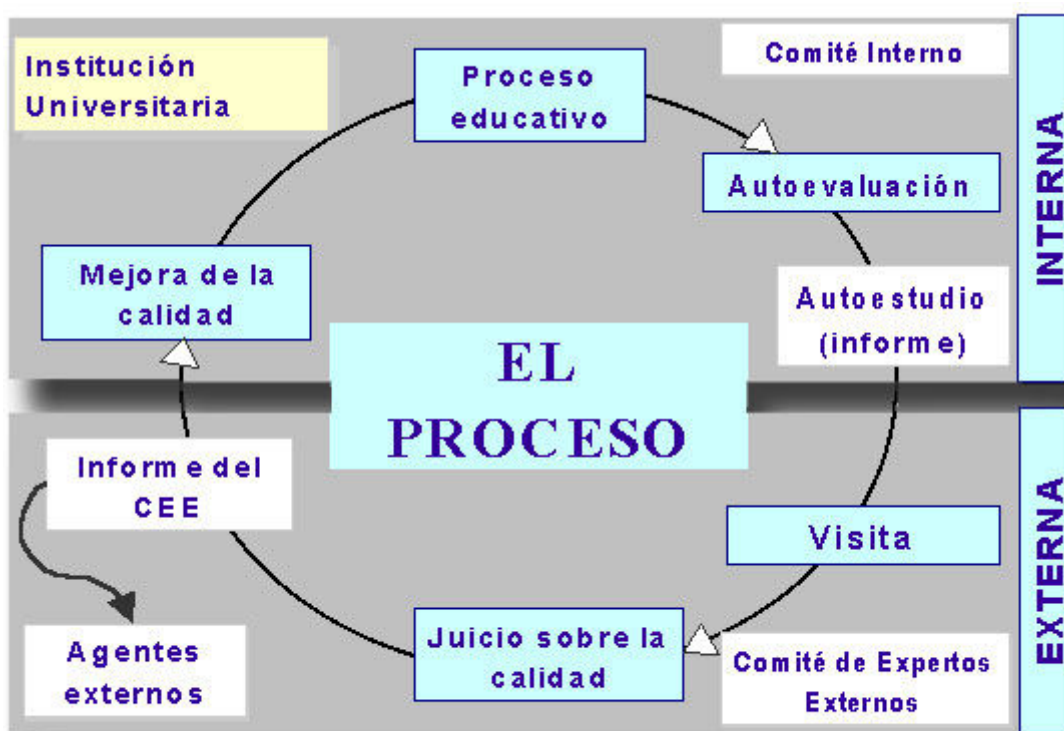 Institución
Universitaria
Proceso
educativo
Comité Interno
Autoevaluación
INTERNA
Mejora de la
calidad
Autoestudio
(informe)
EL
PROCESO
Informe del
CEE
Visita
EXTERNA
Agentes
externos
Juicio sobre la
calidad
Comité de Expertos
Externos